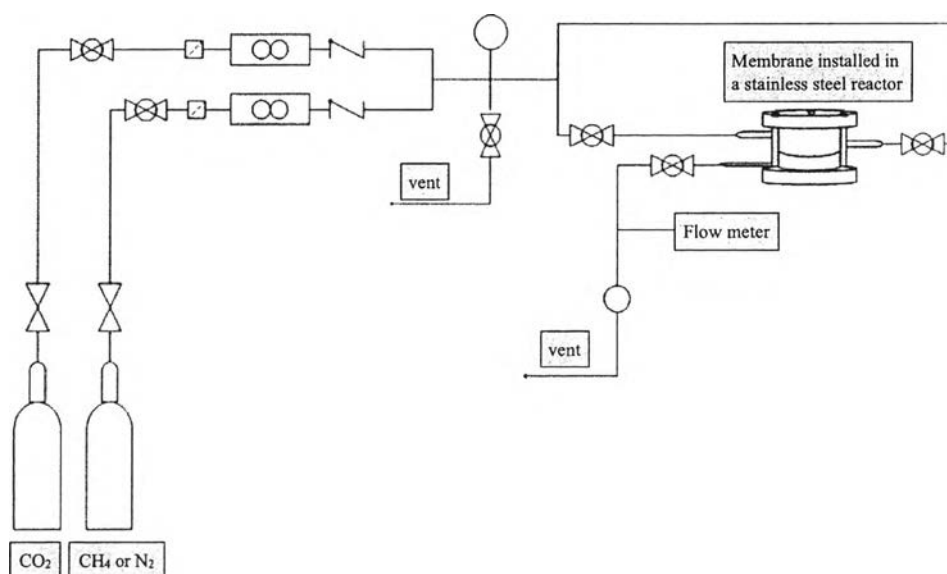 Membrane installed in
a stainless steel reactor
vent
Flow meter
vent
CO₂
CH₄ or N₂